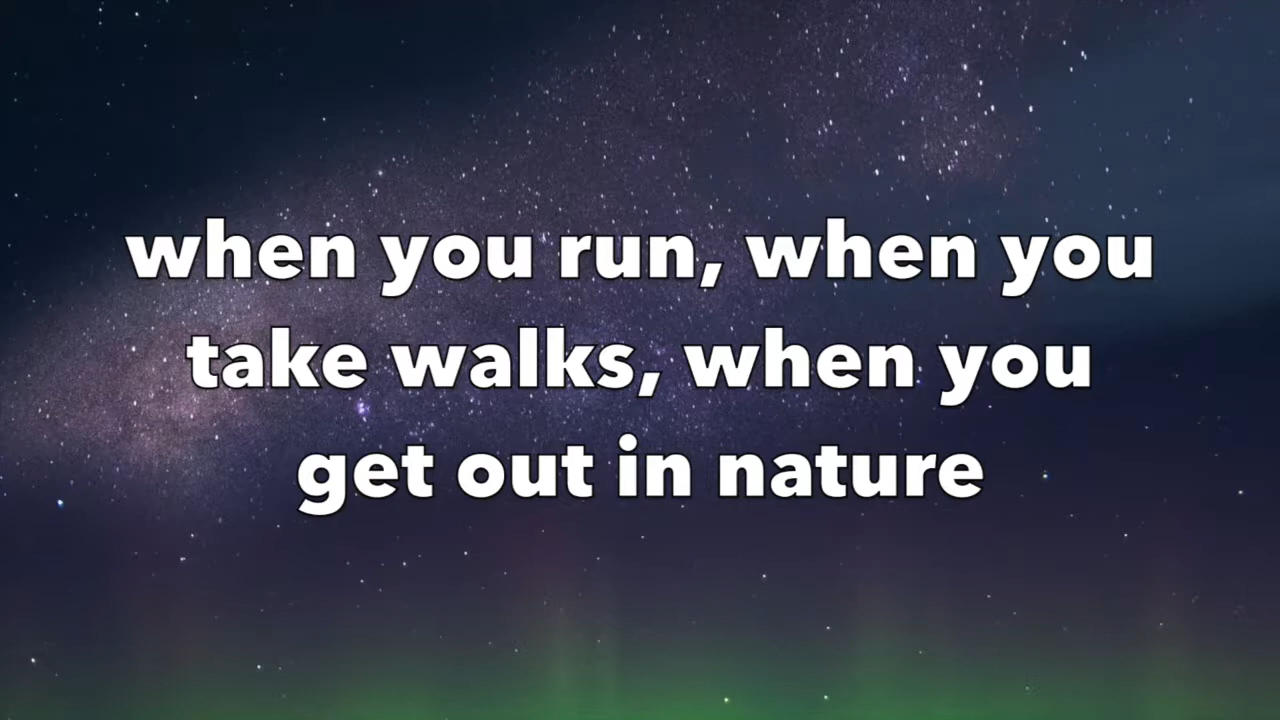 when you run, when you
take walks, when you
get out in nature